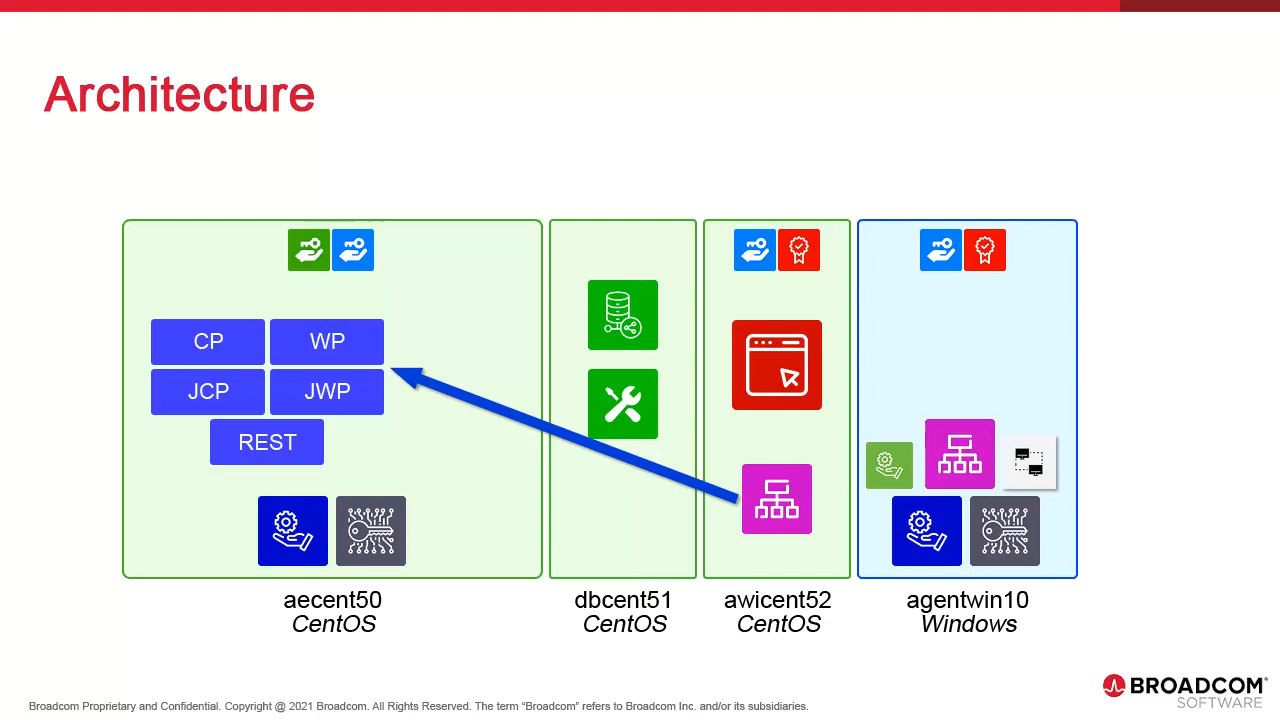 Architecture
CP
WP
JCP
JWP
REST
aecent50
CentOS
dbcent51
CentOS
awicent52
CentOS
agentwin10
Windows
Broadcom Proprietary and Confidential. Copyright @ 2021 Broadcom. All Rights Reserved. The term “Broadcom” refers to Broadcom Inc. and/or its subsidiaries.
BROADCOM®
SOFTWARE